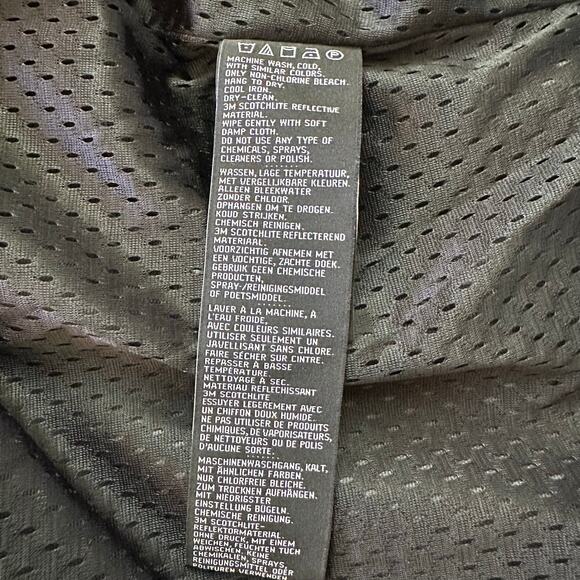 MACHINE WASH, COLD,
WITH SIMILAR COLORS.
ONLY NON-CHLORINE BLEACH.
HANG TO DRY.
COOL IRON.
DRY-CLEAN.
3M SCOTCHLITE REFLECTIVE
MATERIAL.
WIPE GENTLY WITH SOFT
DAMP CLOTH.
DO NOT USE ANY TYPE OF
CHEMICALS, SPRAYS,
CLEANERS OR POLISH.
.......
WASSEN, LAGE TEMPERATUUR,
MET VERGELIJKBARE KLEUREN.
ALLEEN BLEEKWATER
ZONDER CHLOOR.
OPHANGEN OM TE DROGEN.
KOUD STRIJKEN.
CHEMISCH REINIGEN.
3M SCOTCHLITE REFLECTEREND
MATERIAAL.
VOORZICHTIG AFNEMEN MET
EEN VOCHTIGE, ZACHTE DOEK.
GEBRUIK GEEN CHEMISCHE
PRODUCTEN,
SPRAY-/REINIGINGSMIDDEL
OF POETSMIDDEL.
.......
LAVER À LA MACHINE, À
L'EAU FROIDE.
AVEC COULEURS SIMILAIRES.
UTILISER SEULEMENT UN
JAVELLISANT SANS CHLORE.
FAIRE SÉCHER SUR CINTRE.
REPASSER À BASSE
TEMPÉRATURE.
NETTOYAGE À SEC.
MATERIAU REFLECHISSANT
3M SCOTCHLITE
ESSUYER LEGEREMENT AVEC
UN CHIFFON DOUX HUMIDE.
NE PAS UTILISER DE PRODUITS
CHIMIQUES, DE VAPORISATEURS,
DE NETTOYEURS OU DE POLIS
D'AUCUNE SORTE.
.......
MASCHINENWASCHGANG, KALT,
MIT ÄHNLICHEN FARBEN.
NUR CHLORFREIE BLEICHE.
ZUM TROCKNEN AUFHÄNGEN.
MIT NIEDRIGSTER
EINSTELLUNG BÜGELN.
CHEMISCHE REINIGUNG.
3M SCOTCHLITE-
REFLEKTORMATERIAL.
OHNE DRUCK, MIT EINEM
WEICHEN, FEUCHTEN TUCH
ABWISCHEN. KEINE
CHEMIKALIEN, SPRAYS,
REINIGUNGSMITTEL ODER
POLITUREN VERWENDEN